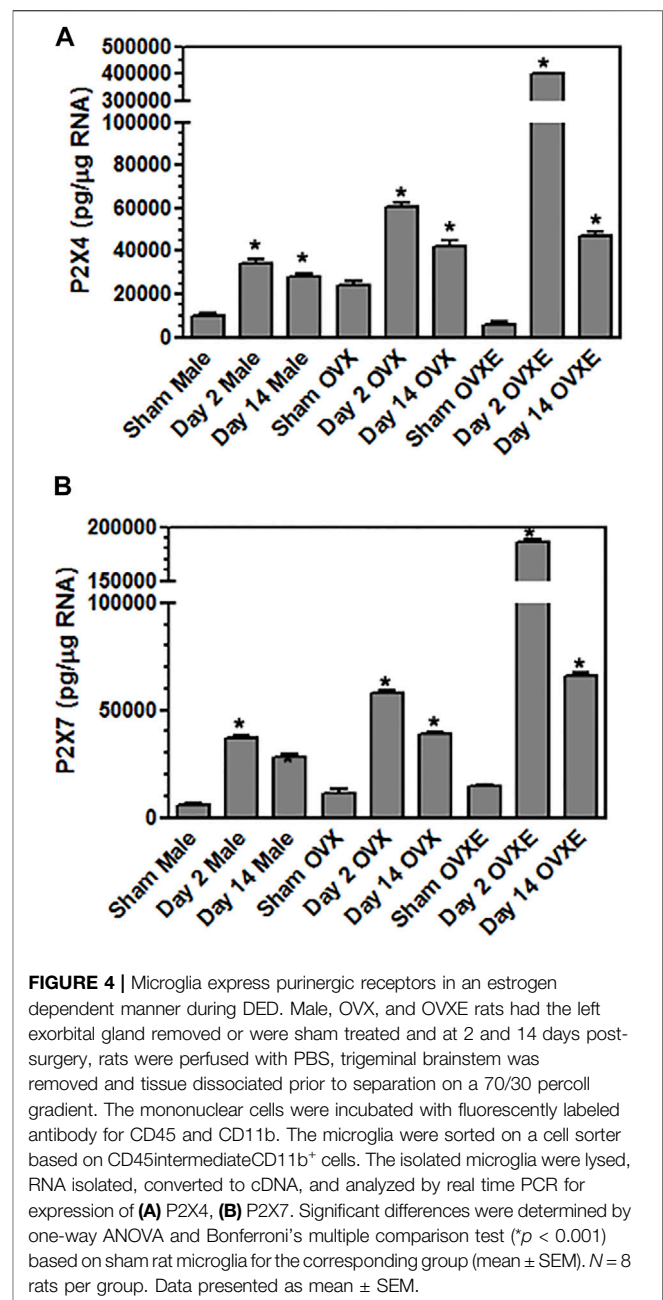 A
500000
400000
300000
100000
80000
60000
40000
20000
0
P2X4 (pg/µg RNA)
*
*
*
*
*
*
Sham Male
Day 2 Male
Day 14 Male
Sham OVX
Day 2 OVX
Day 14 OVX
Sham OVXE
Day 2 OVXE
Day 14 OVXE
B
200000
150000
100000
50000
0
P2X7 (pg/µg RNA)
*
*
*
*
*
*
Sham Male
Day 2 Male
Day 14 Male
Sham OVX
Day 2 OVX
Day 14 OVX
Sham OVXE
Day 2 OVXE
Day 14 OVXE
FIGURE 4 | Microglia express purinergic receptors in an estrogen
dependent manner during DED. Male, OVX, and OVXE rats had the left
exorbital gland removed or were sham treated and at 2 and 14 days post-
surgery, rats were perfused with PBS, trigeminal brainstem was
removed and tissue dissociated prior to separation on a 70/30 percoll
gradient. The mononuclear cells were incubated with fluorescently labeled
antibody for CD45 and CD11b. The microglia were sorted on a cell sorter
based on CD45intermediateCD11b⁺ cells. The isolated microglia were lysed,
RNA isolated, converted to cDNA, and analyzed by real time PCR for
expression of (A) P2X4, (B) P2X7. Significant differences were determined by
one-way ANOVA and Bonferroni's multiple comparison test (*p < 0.001)
based on sham rat microglia for the corresponding group (mean ± SEM). N = 8
rats per group. Data presented as mean ± SEM.